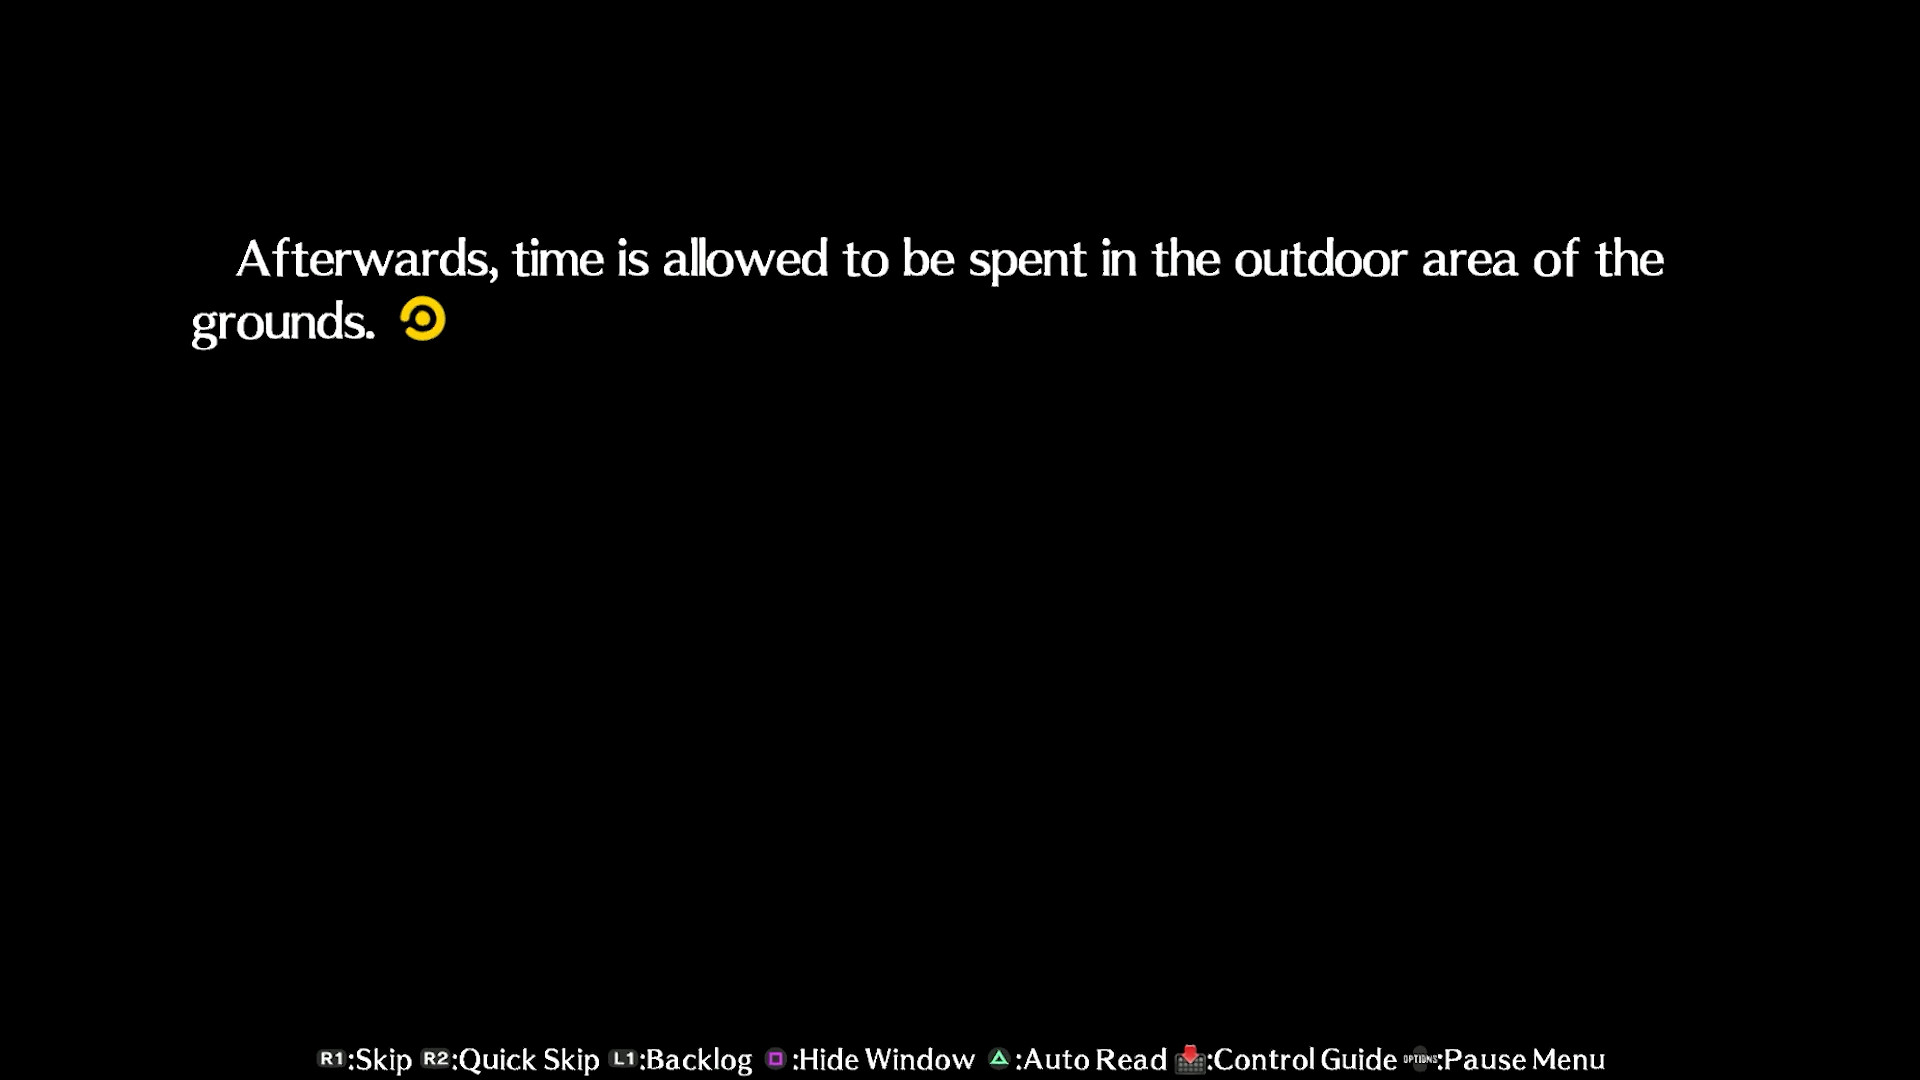 Afterwards, time is allowed to be spent in the outdoor area of the
grounds.
R1:Skip R2:Quick Skip L1:Backlog :Hide Window :Auto Read :Control Guide OPTIONS:Pause Menu